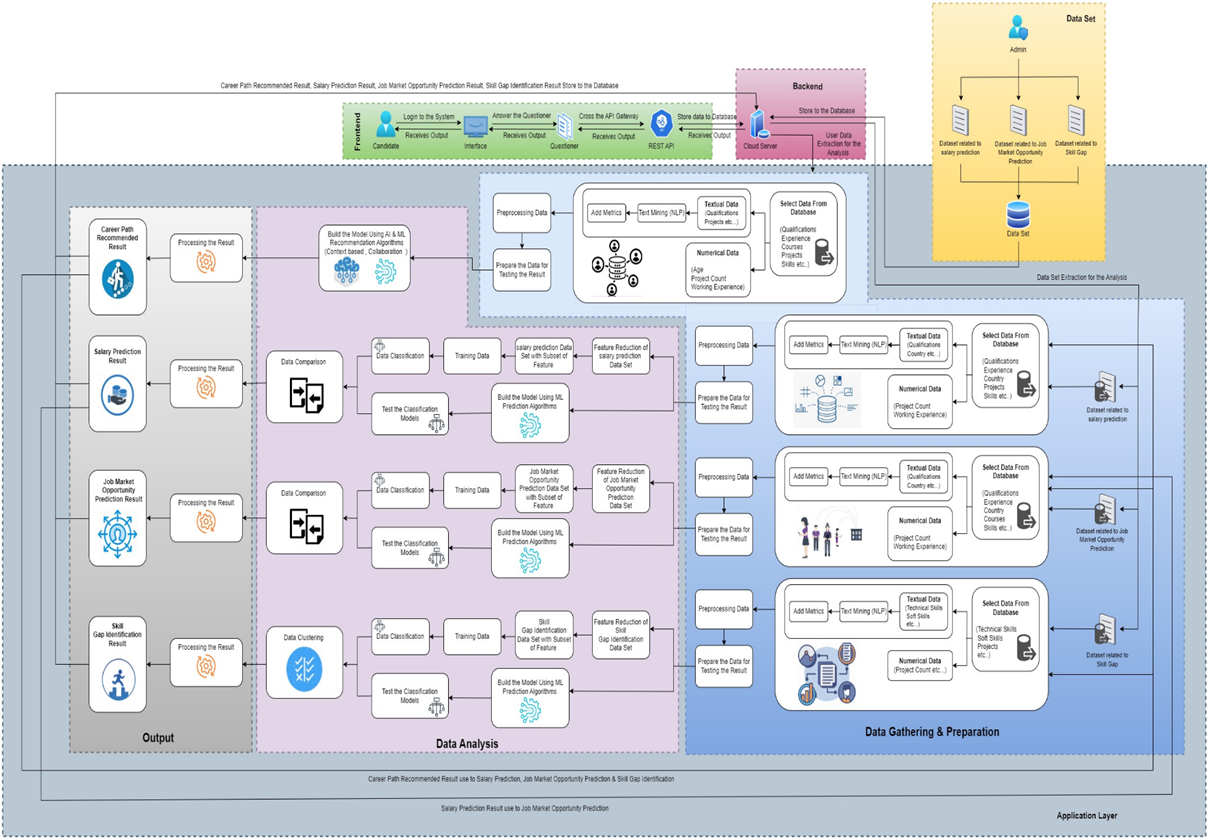 Data Set
Admin
Dataset related to
salary prediction
Dataset related to Job
Market Opportunity
Prediction
Dataset related to
Skill Gap
Data Set
Career Path Recommended Result, Salary Prediction Result, Job Market Opportunity Prediction Result, Skill Gap Identification Result Store to the Database
Frontend
Candidate
Login to the System
Receives Output
Interface
Answer the Questioner
Receives Output
Questioner
Cross the API Gateway
Receives Output
REST API
Store data to Database
Receives Output
Backend
Cloud Server
Store to the Database
User Data
Extraction for the
Analysis
Data Set Extraction for the Analysis
Career Path
Recommended
Result
Processing the Result
Build the Model Using AI & ML
Recommendation Algorithms
(Context based , Collaboration )
Preprocessing Data
Prepare the Data for
Testing the Result
Add Metrics
Text Mining (NLP)
Textual Data
(Qualifications
Projects etc...)
Numerical Data
(Age
Project Count
Working Experience)
Select Data From
Database
(Qualifications
Experience
Courses
Projects
Skills etc..)
Salary Prediction
Result
Processing the Result
Data Comparison
Data Classification
Training Data
salary prediction Data
Set with Subset of
Feature
Feature Reduction of
salary prediction
Data Set
Test the Classification
Models
Build the Model Using ML
Prediction Algorithms
Preprocessing Data
Prepare the Data for
Testing the Result
Add Metrics
Text Mining (NLP)
Textual Data
(Qualifications
Country etc...)
Numerical Data
(Project Count
Working Experience)
Select Data From
Database
(Qualifications
Experience
Country
Projects
Skills etc..)
Dataset related to
salary prediction
Job Market
Opportunity
Prediction Result
Processing the Result
Data Comparison
Data Classification
Training Data
Job Market
Opportunity
Prediction Data Set
with Subset of
Feature
Feature Reduction
of Job Market
Opportunity
Prediction
Data Set
Test the Classification
Models
Build the Model Using ML
Prediction Algorithms
Preprocessing Data
Prepare the Data for
Testing the Result
Add Metrics
Text Mining (NLP)
Textual Data
(Qualifications
Country etc...)
Numerical Data
(Project Count
Working Experience)
Select Data From
Database
(Qualifications
Experience
Country
Courses
Skills etc..)
Dataset related to Job
Market Opportunity
Prediction
Skill
Gap Identification
Result
Processing the Result
Data Clustering
Data Classification
Training Data
Skill
Gap Identification
Data Set with Subset
of Feature
Feature Reduction of
Skill
Gap Identification
Data Set
Test the Classification
Models
Build the Model Using ML
Prediction Algorithms
Preprocessing Data
Prepare the Data for
Testing the Result
Add Metrics
Text Mining (NLP)
Textual Data
(Technical Skills
Soft Skills
etc...)
Numerical Data
(Project Count etc...)
Select Data From
Database
(Technical Skills
Soft Skills
Projects
etc..)
Dataset related to
Skill Gap
Output
Data Analysis
Data Gathering & Preparation
Career Path Recommended Result use to Salary Prediction, Job Market Opportunity Prediction & Skill Gap Identification
Salary Prediction Result use to Job Market Opportunity Prediction
Application Layer